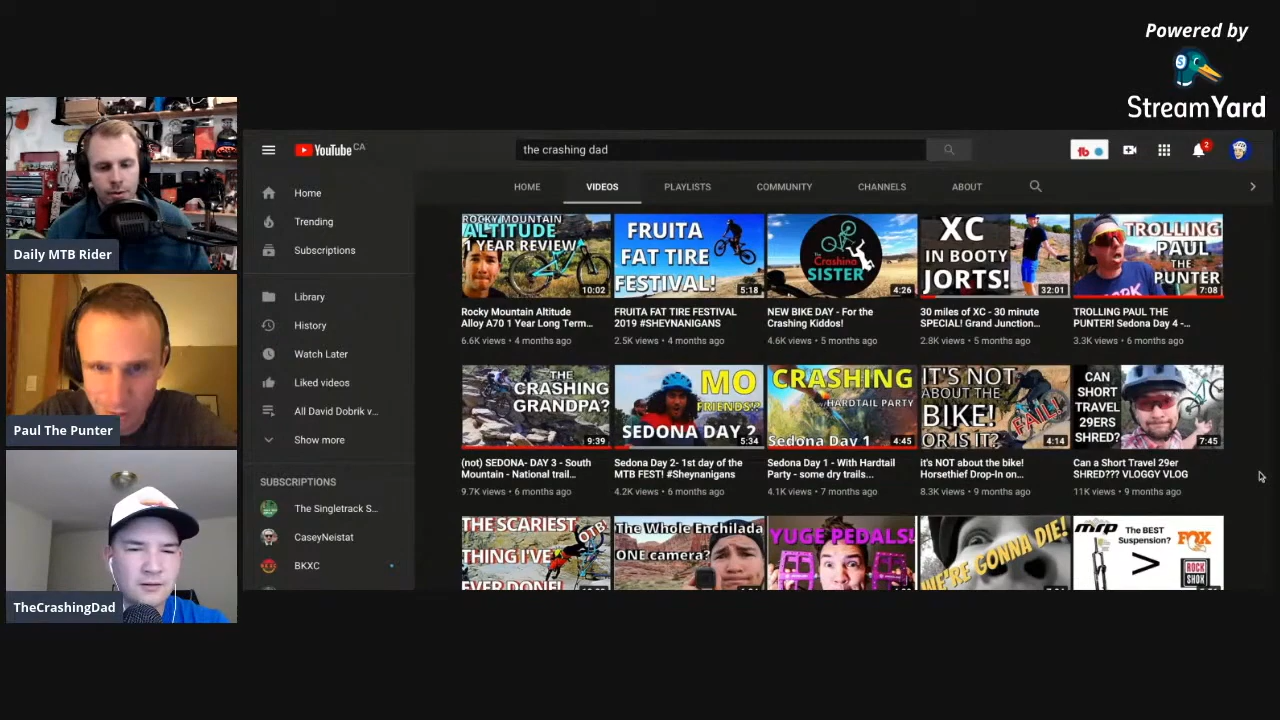 Powered by
StreamYard
Daily MTB Rider
Paul The Punter
TheCrashingDad
YouTube CA
the crashing dad
2
HOME
VIDEOS
PLAYLISTS
COMMUNITY
CHANNELS
ABOUT
Home
Trending
Subscriptions
Library
History
Watch Later
Liked videos
All David Dobrik v...
Show more
SUBSCRIPTIONS
The Singletrack S...
CaseyNeistat
BKXC
ROCKY MOUNTAIN
ALTITUDE
1 YEAR REVIEW
10:02
Rocky Mountain Altitude
Alloy A70 1 Year Long Term...
6.6K views • 4 months ago
FRUITA
FAT TIRE
FESTIVAL!
5:18
FRUITA FAT TIRE FESTIVAL
2019 #SHEYNANIGANS
2.5K views • 4 months ago
The Crashing
SISTER
4:26
NEW BIKE DAY - For the
Crashing Kiddos!
4.6K views • 5 months ago
XC
IN BOOTY
JORTS!
32:01
30 miles of XC - 30 minute
SPECIAL! Grand Junction...
2.8K views • 5 months ago
TROLLING
PAUL
THE
PUNTER
7:08
TROLLING PAUL THE
PUNTER! Sedona Day 4 -...
3.3K views • 6 months ago
THE
CRASHING
GRANDPA?
9:39
(not) SEDONA- DAY 3 - South
Mountain - National trail...
9.7K views • 6 months ago
MO
FRIENDS!?
SEDONA DAY 2
5:34
Sedona Day 2- 1st day of the
MTB FEST! #Sheynanigans
4.2K views • 6 months ago
CRASHING
HARDTAIL PARTY
Sedona Day 1
4:45
Sedona Day 1 - With Hardtail
Party - some dry trails...
4.1K views • 7 months ago
IT'S NOT
ABOUT THE
BIKE!
OR IS IT?
FAIL!
4:14
it's NOT about the bike!
Horsethief Drop-In on...
8.3K views • 9 months ago
CAN
SHORT
TRAVEL
29ERS
SHRED?
7:45
Can a Short Travel 29er
SHRED??? VLOGGY VLOG
11K views • 9 months ago
THE SCARIEST
THING I'VE
EVER DONE!
OTB
The Whole Enchilada
ONE camera?
YUGE PEDALS!
WE'RE GONNA DIE!
mrp
The BEST
Suspension?
>
FOX
ROCK
SHOX